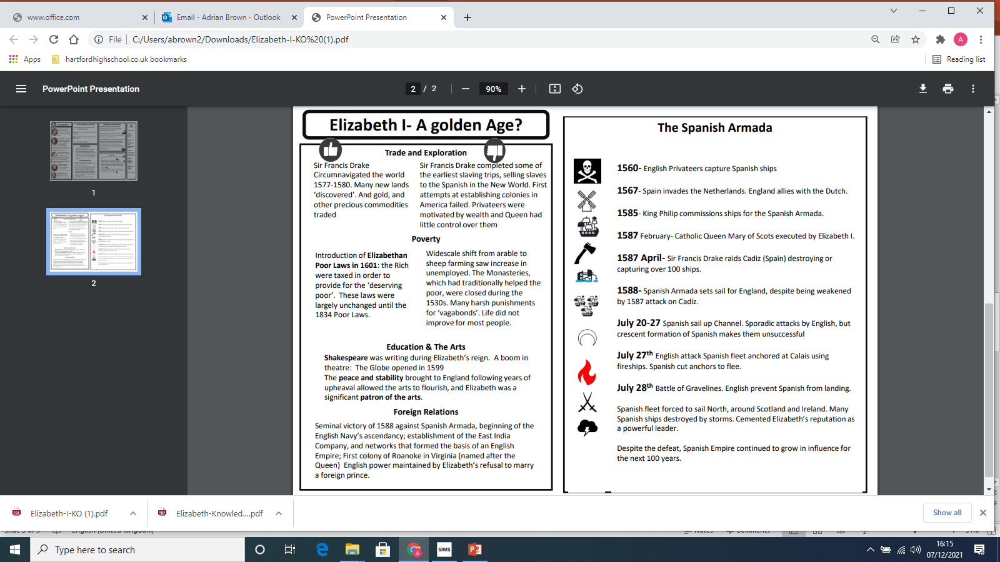 www.office.com
Email - Adrian Brown - Outlook
PowerPoint Presentation
File
C:/Users/abrown2/Downloads/Elizabeth-I-KO%20(1).pdf
A
Apps
hartfordhighschool.co.uk bookmarks
Reading list
PowerPoint Presentation
2 / 2
90%
1
2
Elizabeth I- A golden Age?
Trade and Exploration
Sir Francis Drake
Circumnavigated the world
1577-1580. Many new lands
‘discovered’. And gold, and
other precious commodities
traded
Sir Francis Drake completed some of
the earliest slaving trips, selling slaves
to the Spanish in the New World. First
attempts at establishing colonies in
America failed. Privateers were
motivated by wealth and Queen had
little control over them
Poverty
Introduction of Elizabethan
Poor Laws in 1601: the Rich
were taxed in order to
provide for the ‘deserving
poor’. These laws were
largely unchanged until the
1834 Poor Laws.
Widescale shift from arable to
sheep farming saw increase in
unemployed. The Monasteries,
which had traditionally helped the
poor, were closed during the
1530s. Many harsh punishments
for ‘vagabonds’. Life did not
improve for most people.
Education & The Arts
Shakespeare was writing during Elizabeth’s reign. A boom in
theatre: The Globe opened in 1599
The peace and stability brought to England following years of
upheaval allowed the arts to flourish, and Elizabeth was a
significant patron of the arts.
Foreign Relations
Seminal victory of 1588 against Spanish Armada, beginning of the
English Navy’s ascendancy; establishment of the East India
Company, and networks that formed the basis of an English
Empire; First colony of Roanoke in Virginia (named after the
Queen) English power maintained by Elizabeth’s refusal to marry
a foreign prince.
The Spanish Armada
1560- English Privateers capture Spanish ships
1567- Spain invades the Netherlands. England allies with the Dutch.
1585- King Philip commissions ships for the Spanish Armada.
1587 February- Catholic Queen Mary of Scots executed by Elizabeth I.
1587 April- Sir Francis Drake raids Cadiz (Spain) destroying or
capturing over 100 ships.
1588- Spanish Armada sets sail for England, despite being weakened
by 1587 attack on Cadiz.
July 20-27 Spanish sail up Channel. Sporadic attacks by English, but
crescent formation of Spanish makes them unsuccessful
July 27th English attack Spanish fleet anchored at Calais using
fireships. Spanish cut anchors to flee.
July 28th Battle of Gravelines. English prevent Spanish from landing.
Spanish fleet forced to sail North, around Scotland and Ireland. Many
Spanish ships destroyed by storms. Cemented Elizabeth’s reputation as
a powerful leader.
Despite the defeat, Spanish Empire continued to grow in influence for
the next 100 years.
Elizabeth-I-KO (1).pdf
Elizabeth-Knowled....pdf
Show all
Type here to search
SIMS
16:15
07/12/2021